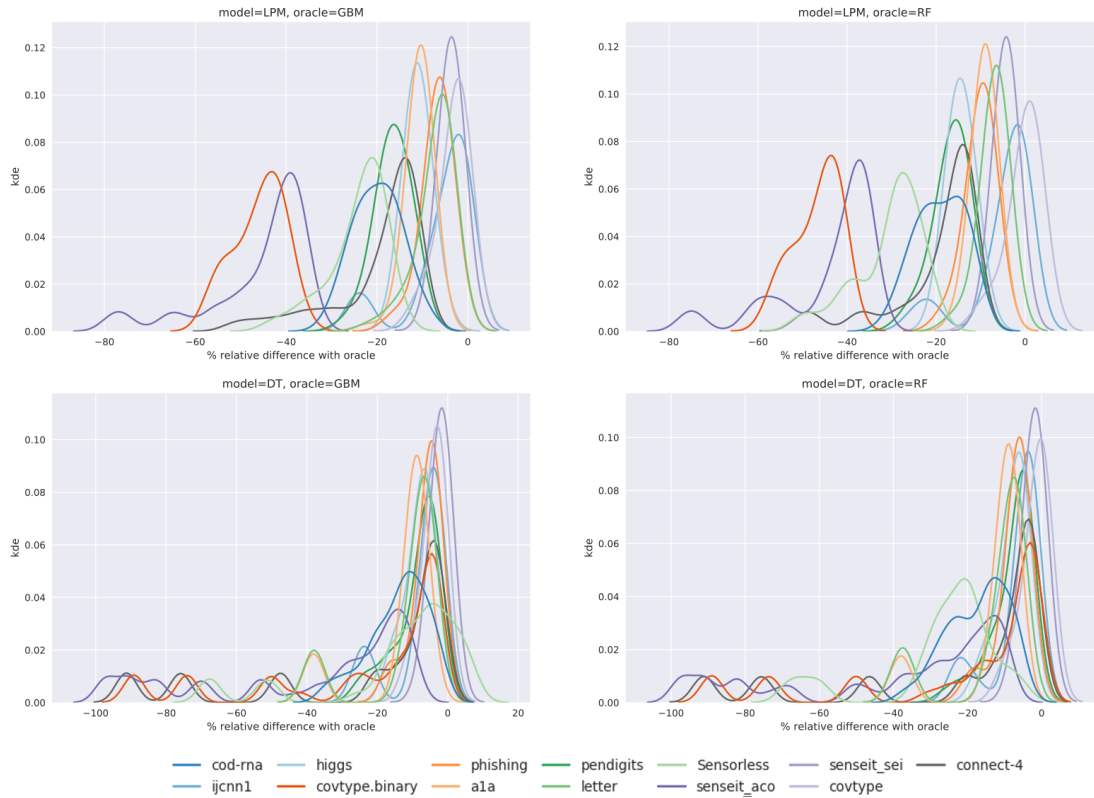 model=LPM, oracle=GBM
0.12
0.10
0.08
0.06
0.04
0.02
0.00
kde
−80 −60 −40 −20 0
% relative difference with oracle
model=LPM, oracle=RF
0.12
0.10
0.08
0.06
0.04
0.02
0.00
kde
−80 −60 −40 −20 0
% relative difference with oracle
model=DT, oracle=GBM
0.10
0.08
0.06
0.04
0.02
0.00
kde
−100 −80 −60 −40 −20 0 20
% relative difference with oracle
model=DT, oracle=RF
0.10
0.08
0.06
0.04
0.02
0.00
kde
−100 −80 −60 −40 −20 0
% relative difference with oracle
cod-rna higgs phishing pendigits Sensorless senseit_sei connect-4
ijcnn1 covtype.binary a1a letter senseit_aco covtype